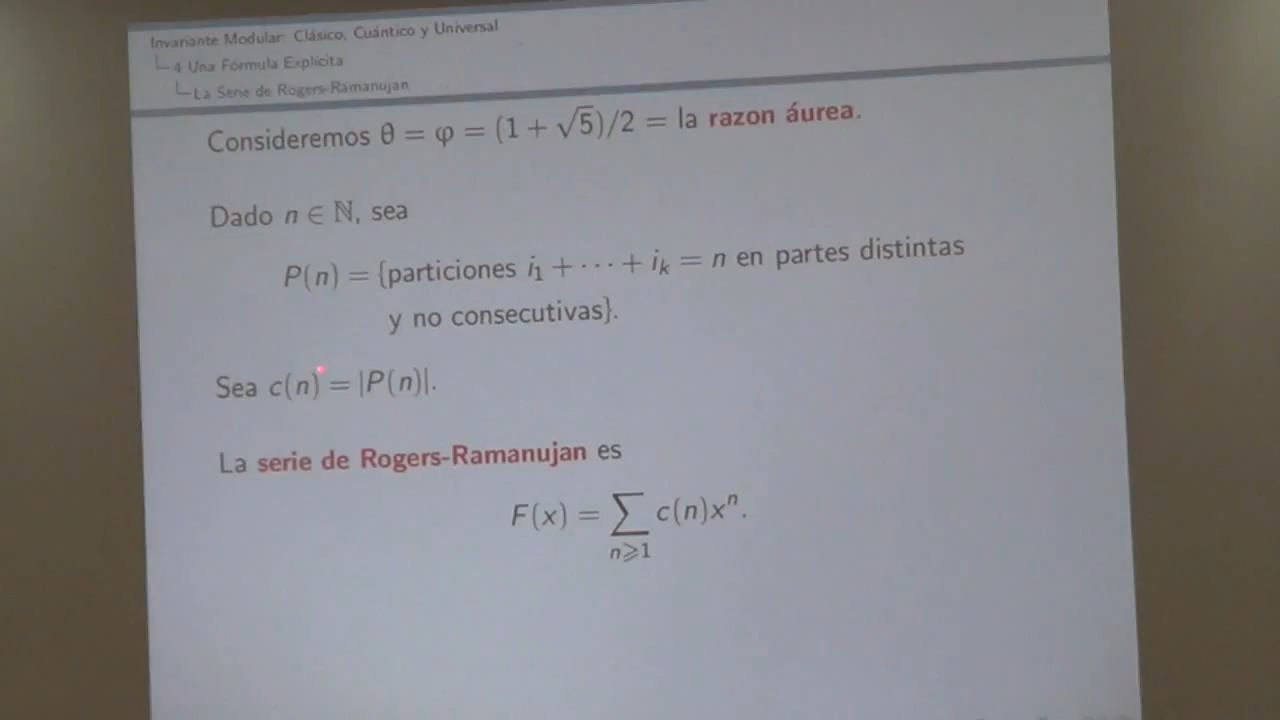 Invariante Modular: Clásico, Cuántico y Universal
4 Una Fórmula Explícita
La Serie de Rogers-Ramanujan
Consideremos θ = φ = (1 + √5)/2 = la razon áurea.
Dado n ∈ ℕ, sea
P(n) = {particiones i₁ + ⋯ + iₖ = n en partes distintas
y no consecutivas}.
Sea c(n) = |P(n)|.
La serie de Rogers-Ramanujan es
F(x) = ∑ c(n)xⁿ.
n⩾1